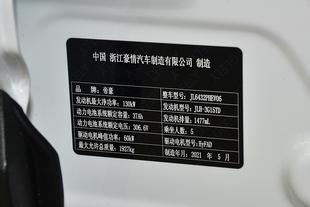 中国 浙江豪情汽车制造有限公司 制造
品牌：帝豪 整车型号：JL6432PHEV06
发动机最大净功率：130kW 发动机型号：JLH-3G15TD
动力电池系统额定容量：37Ah 发动机排量：1477mL
动力电池系统额定电压：306.6V 乘坐人数：5
驱动电机峰值功率：60kW 驱动电机型号：HyFAD
最大允许总质量：1927kg 制造年月：2021 年 5 月